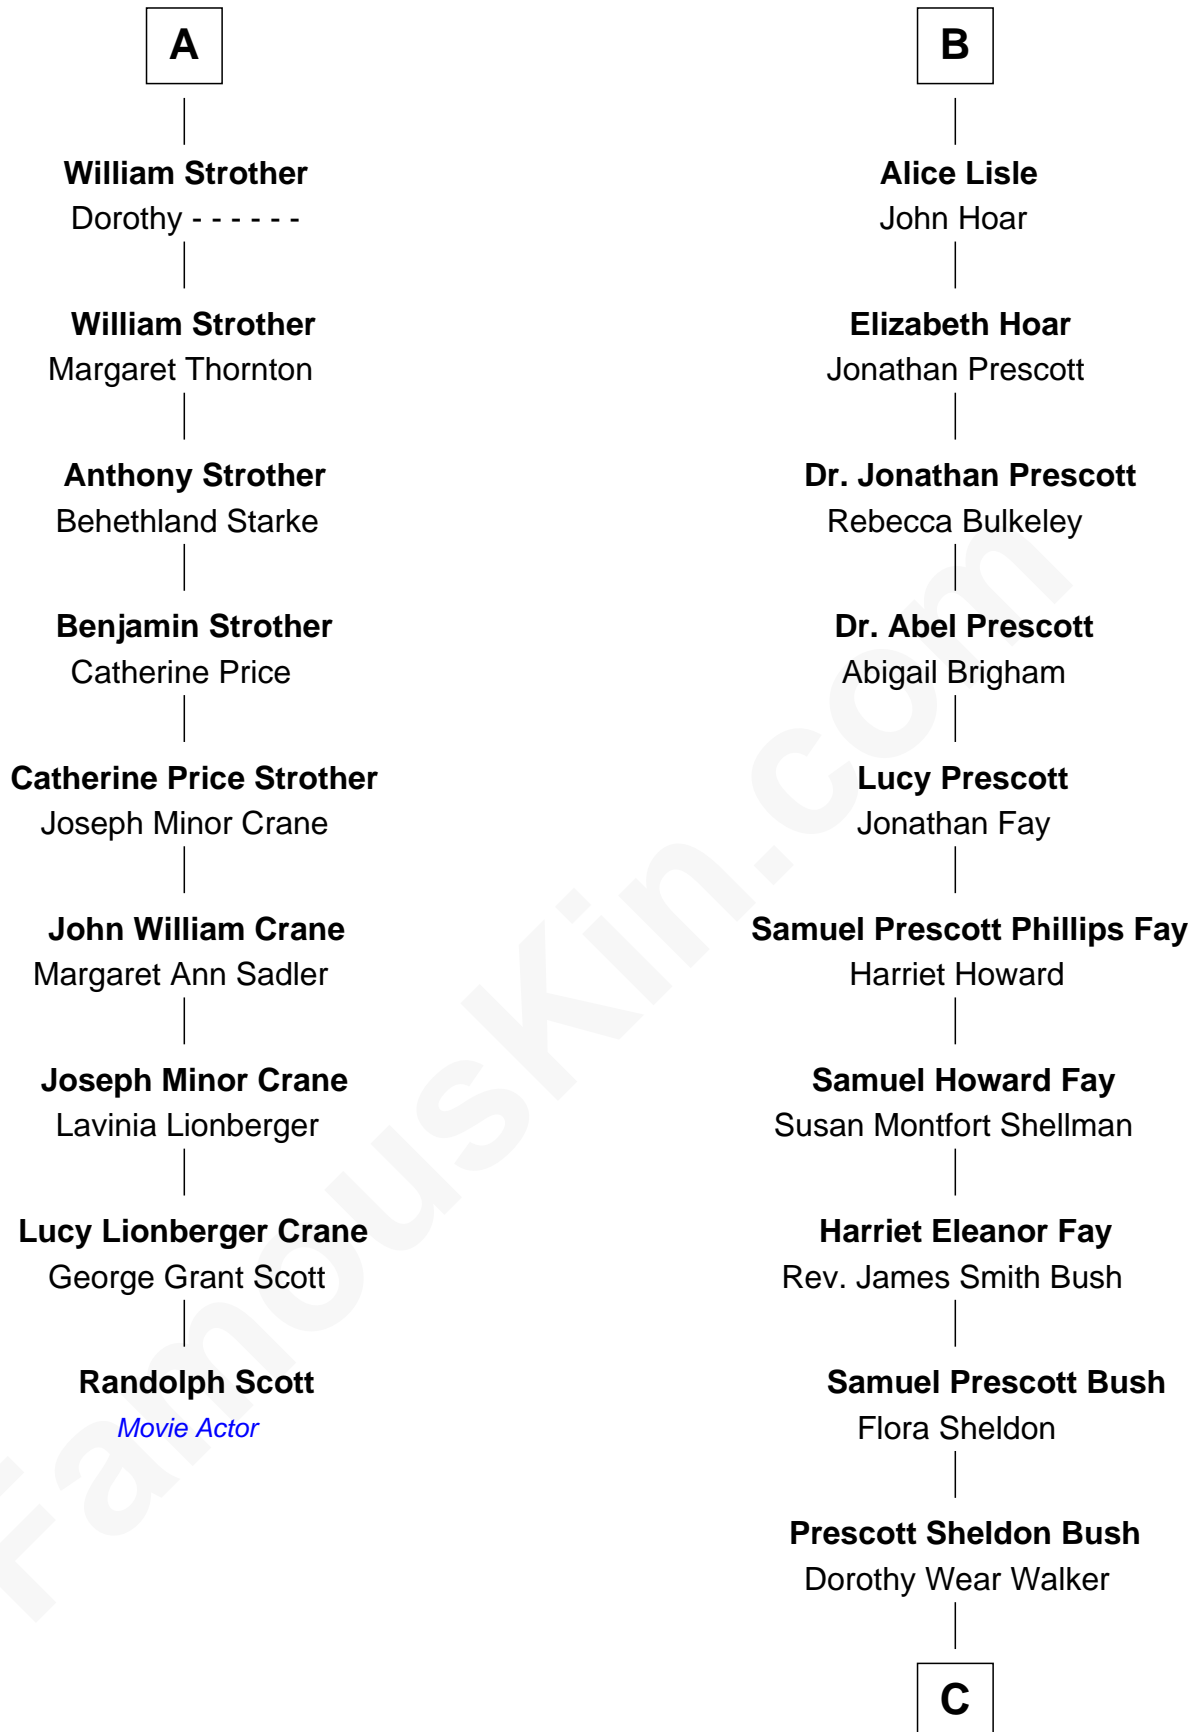 A
William Strother
Dorothy - - - - - -
William Strother
Margaret Thornton
Anthony Strother
Behethland Starke
Benjamin Strother
Catherine Price
Catherine Price Strother
Joseph Minor Crane
John William Crane
Margaret Ann Sadler
Joseph Minor Crane
Lavinia Lionberger
Lucy Lionberger Crane
George Grant Scott
Randolph Scott
Movie Actor
B
Alice Lisle
John Hoar
Elizabeth Hoar
Jonathan Prescott
Dr. Jonathan Prescott
Rebecca Bulkeley
Dr. Abel Prescott
Abigail Brigham
Lucy Prescott
Jonathan Fay
Samuel Prescott Phillips Fay
Harriet Howard
Samuel Howard Fay
Susan Montfort Shellman
Harriet Eleanor Fay
Rev. James Smith Bush
Samuel Prescott Bush
Flora Sheldon
Prescott Sheldon Bush
Dorothy Wear Walker
C
FamousKin.com